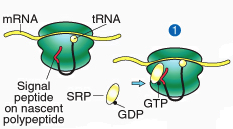 mRNA
tRNA
1
Signal
peptide
on nascent
polypeptide
SRP
GDP
GTP